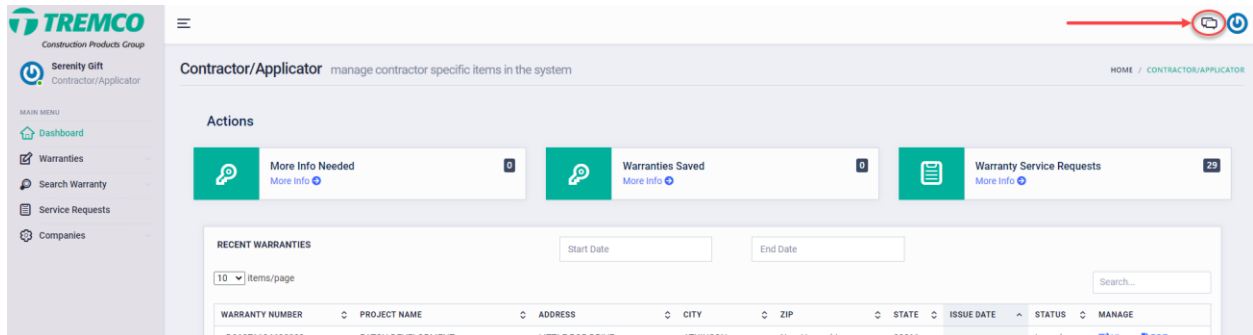 TREMCO
Construction Products Group
Serenity Gift
Contractor/Applicator
MAIN MENU
Dashboard
Warranties
Search Warranty
Service Requests
Companies
Contractor/Applicator manage contractor specific items in the system
HOME / CONTRACTOR/APPLICATOR
Actions
More Info Needed 0
More Info
Warranties Saved 0
More Info
Warranty Service Requests 29
More Info
RECENT WARRANTIES Start Date End Date
10 items/page Search...
WARRANTY NUMBER PROJECT NAME ADDRESS CITY ZIP STATE ISSUE DATE STATUS MANAGE